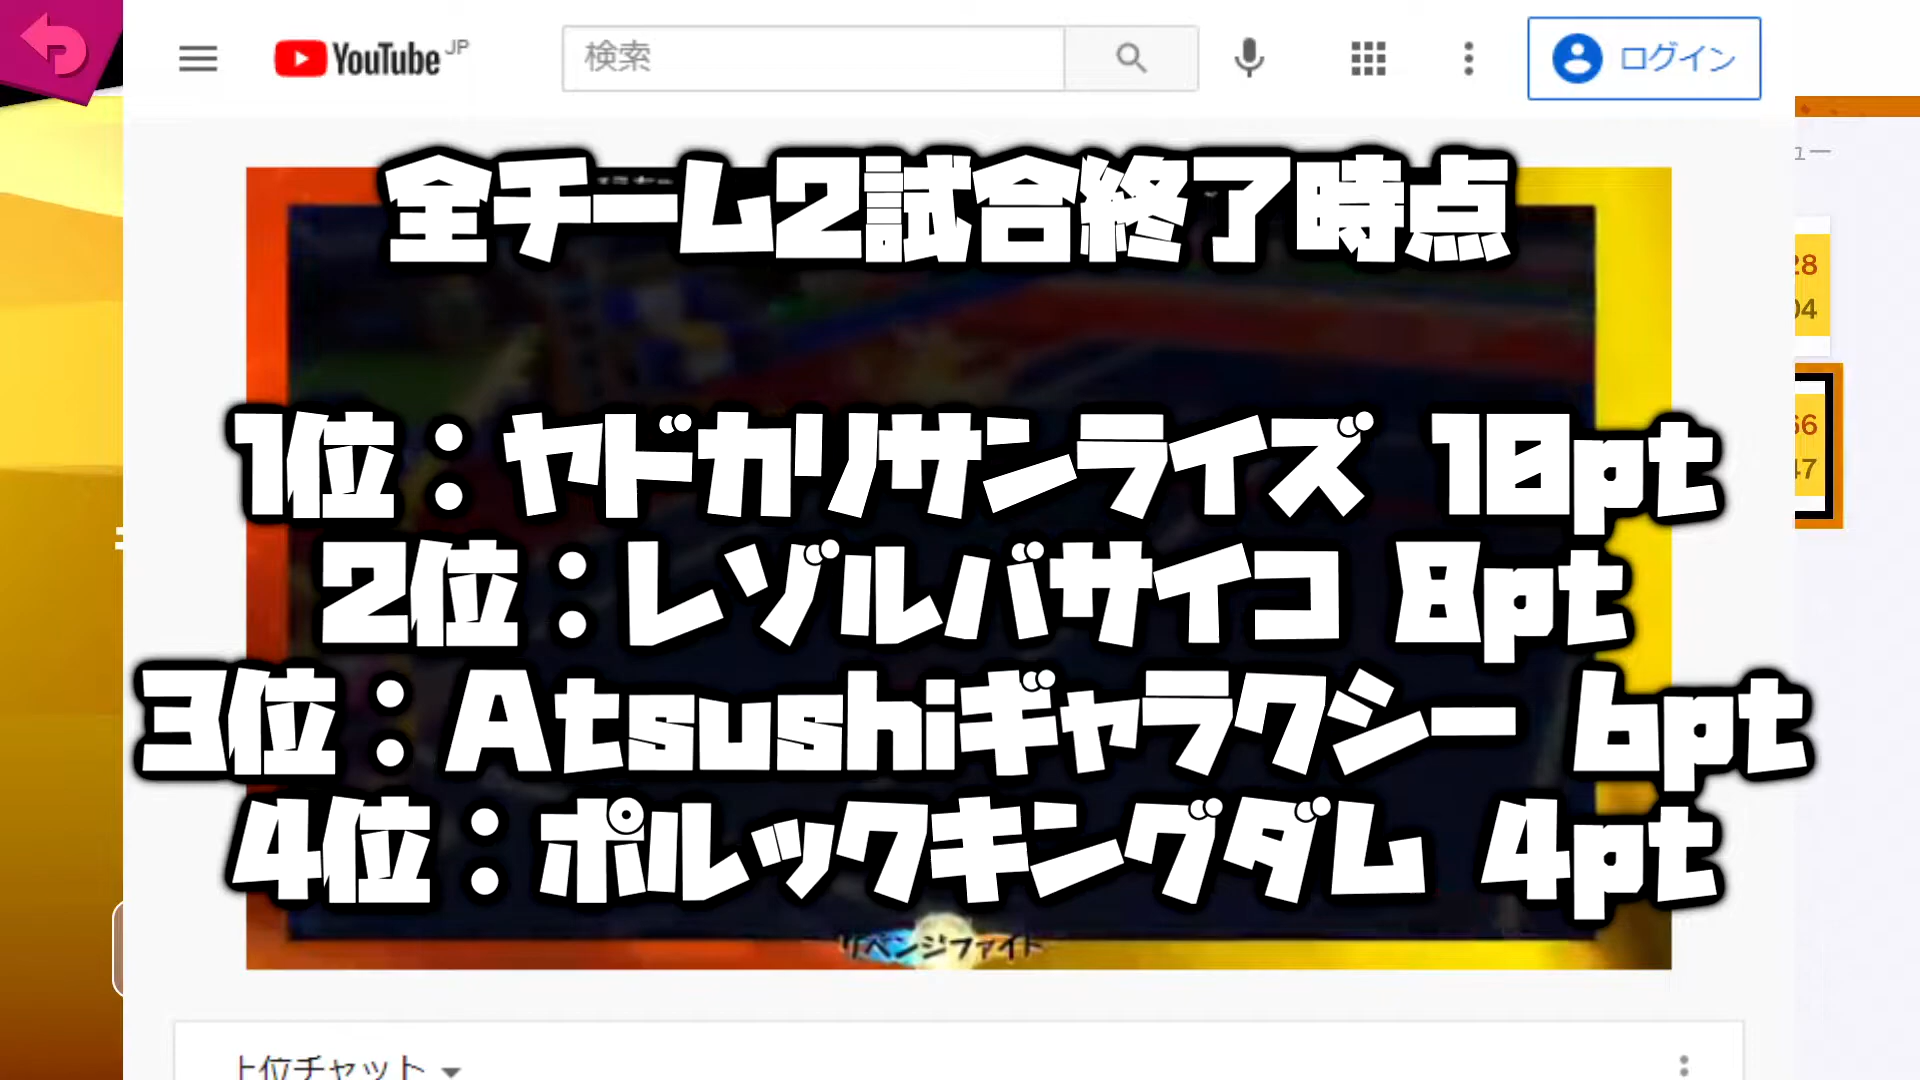 YouTube JP
検索
ログイン
全チーム2試合終了時点
1位：ヤドカリサンライズ 10pt
2位：レゾルバサイコ 8pt
3位：Atsushiギャラクシー 6pt
4位：ポルックキングダム 4pt
リベンジファイト
上位チャット